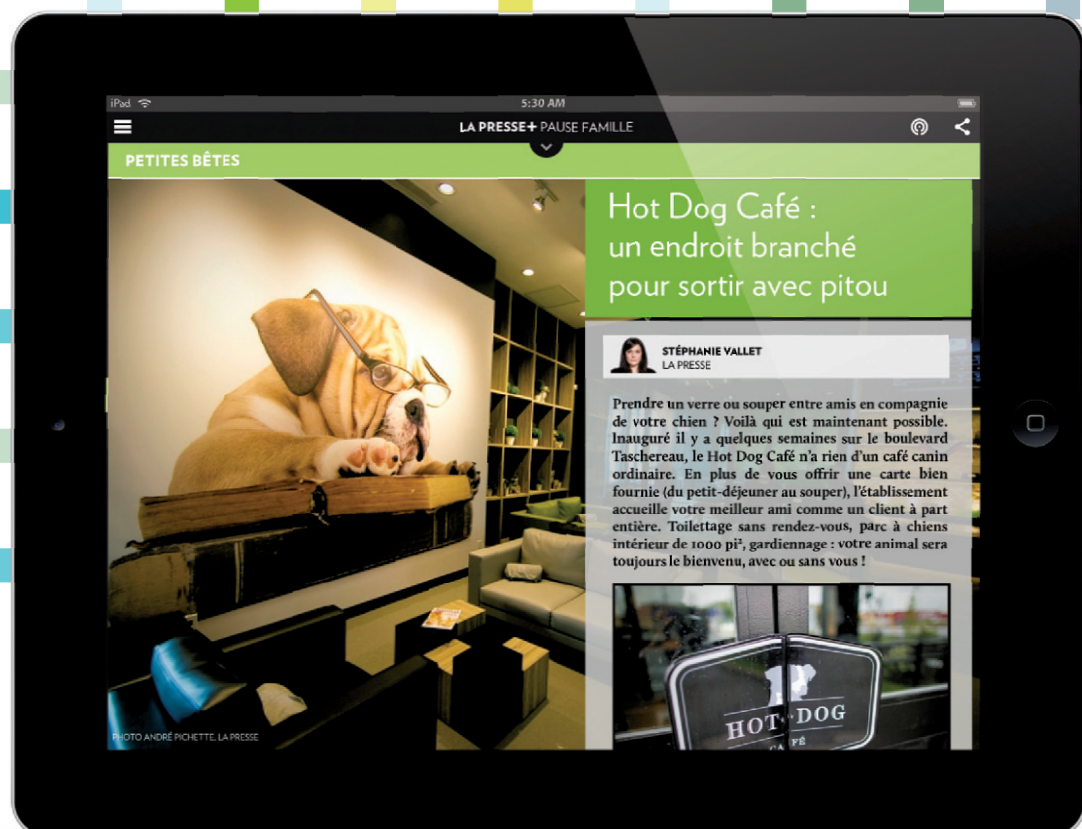 iPad
5:30 AM
LA PRESSE+ PAUSE FAMILLE
PETITES BÊTES
Hot Dog Café :
un endroit branché
pour sortir avec pitou
STÉPHANIE VALLET
LA PRESSE
Prendre un verre ou souper entre amis en compagnie
de votre chien ? Voilà qui est maintenant possible.
Inauguré il y a quelques semaines sur le boulevard
Taschereau, le Hot Dog Café n’a rien d’un café canin
ordinaire. En plus de vous offrir une carte bien
fournie (du petit-déjeuner au souper), l’établissement
accueille votre meilleur ami comme un client à part
entière. Toilettage sans rendez-vous, parc à chiens
intérieur de 1000 pi², gardiennage : votre animal sera
toujours le bienvenu, avec ou sans vous !
HOT DOG
CAFÉ
PHOTO ANDRÉ PICHETTE, LA PRESSE